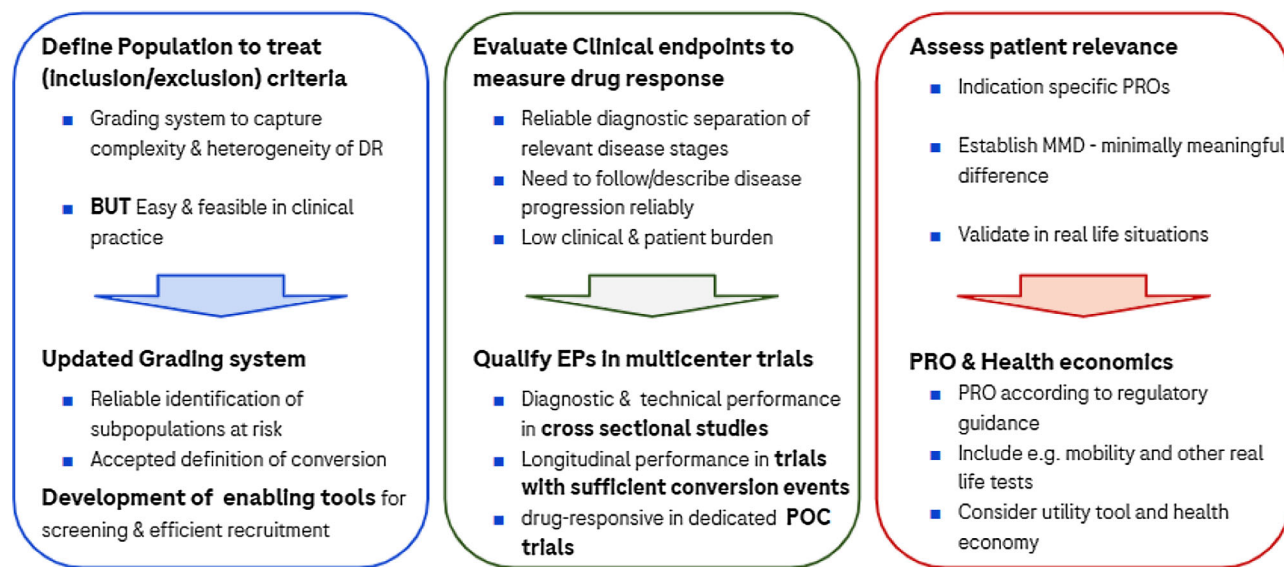 Define Population to treat
(inclusion/exclusion) criteria
■ Grading system to capture
complexity & heterogeneity of DR
■ BUT Easy & feasible in clinical
practice
Updated Grading system
■ Reliable identification of
subpopulations at risk
■ Accepted definition of conversion
Development of enabling tools for
screening & efficient recruitment
Evaluate Clinical endpoints to
measure drug response
■ Reliable diagnostic separation of
relevant disease stages
■ Need to follow/describe disease
progression reliably
■ Low clinical & patient burden
Qualify EPs in multicenter trials
■ Diagnostic & technical performance
in cross sectional studies
■ Longitudinal performance in trials
with sufficient conversion events
■ drug-responsive in dedicated POC
trials
Assess patient relevance
■ Indication specific PROs
■ Establish MMD - minimally meaningful
difference
■ Validate in real life situations
PRO & Health economics
■ PRO according to regulatory
guidance
■ Include e.g. mobility and other real
life tests
■ Consider utility tool and health
economy